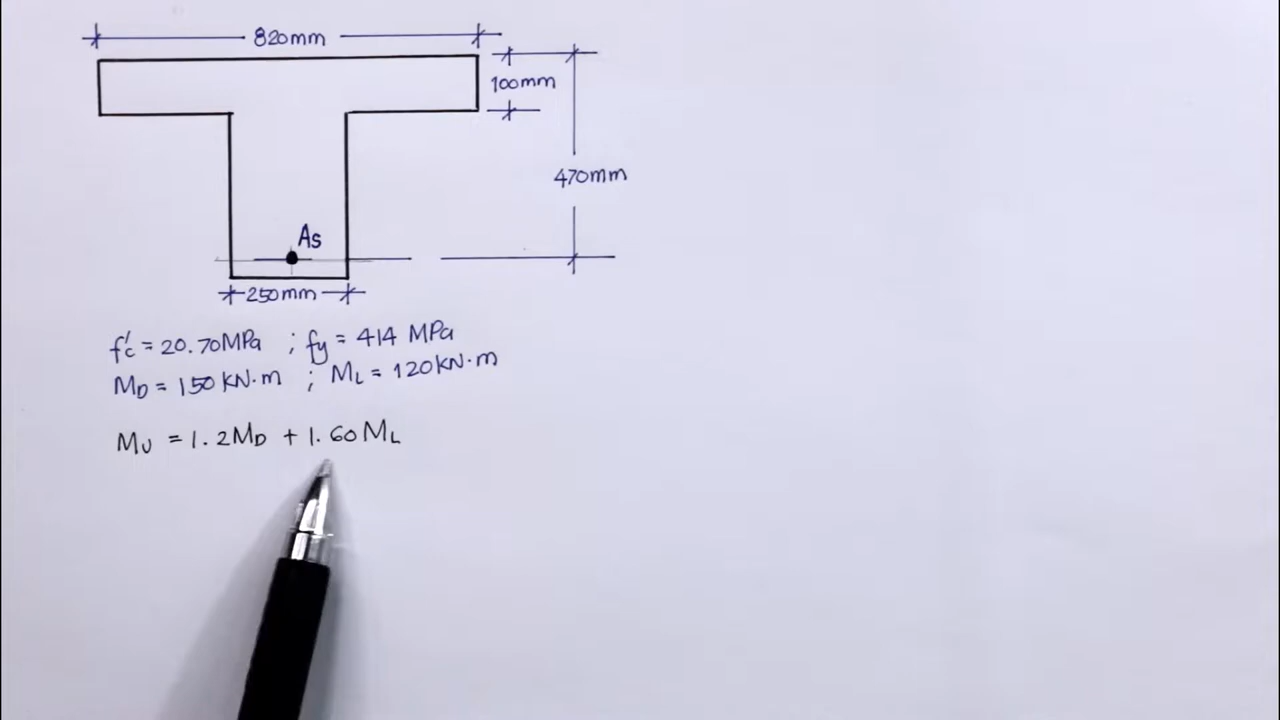 820mm
100mm
470mm
As
250mm
f'c = 20.70MPa ; fy = 414 MPa
MD = 150 KN·m ; ML = 120KN·m
MU = 1.2MD + 1.60ML